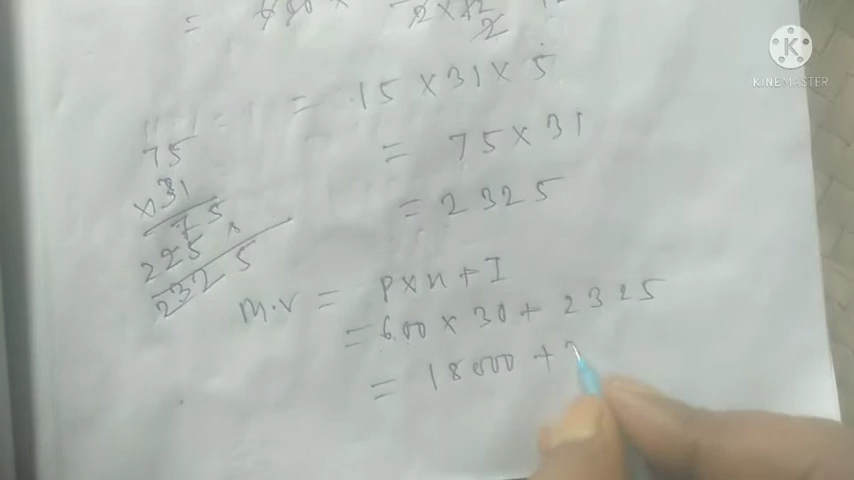 K
KINEMASTER
= 15 × 31 × 5
75
×31
75
225×
2325
= 75 × 31
= 2325
M.V = P×n + I
= 600 × 30 + 2325
= 18000 +